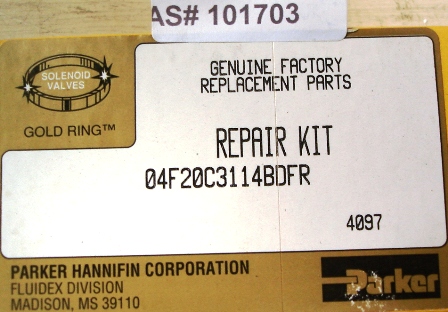 AS# 101703
SOLENOID
VALVES
GOLD RING™
GENUINE FACTORY
REPLACEMENT PARTS
REPAIR KIT
04F20C3114BDFR
4097
PARKER HANNIFIN CORPORATION
FLUIDEX DIVISION
MADISON, MS 39110
Parker